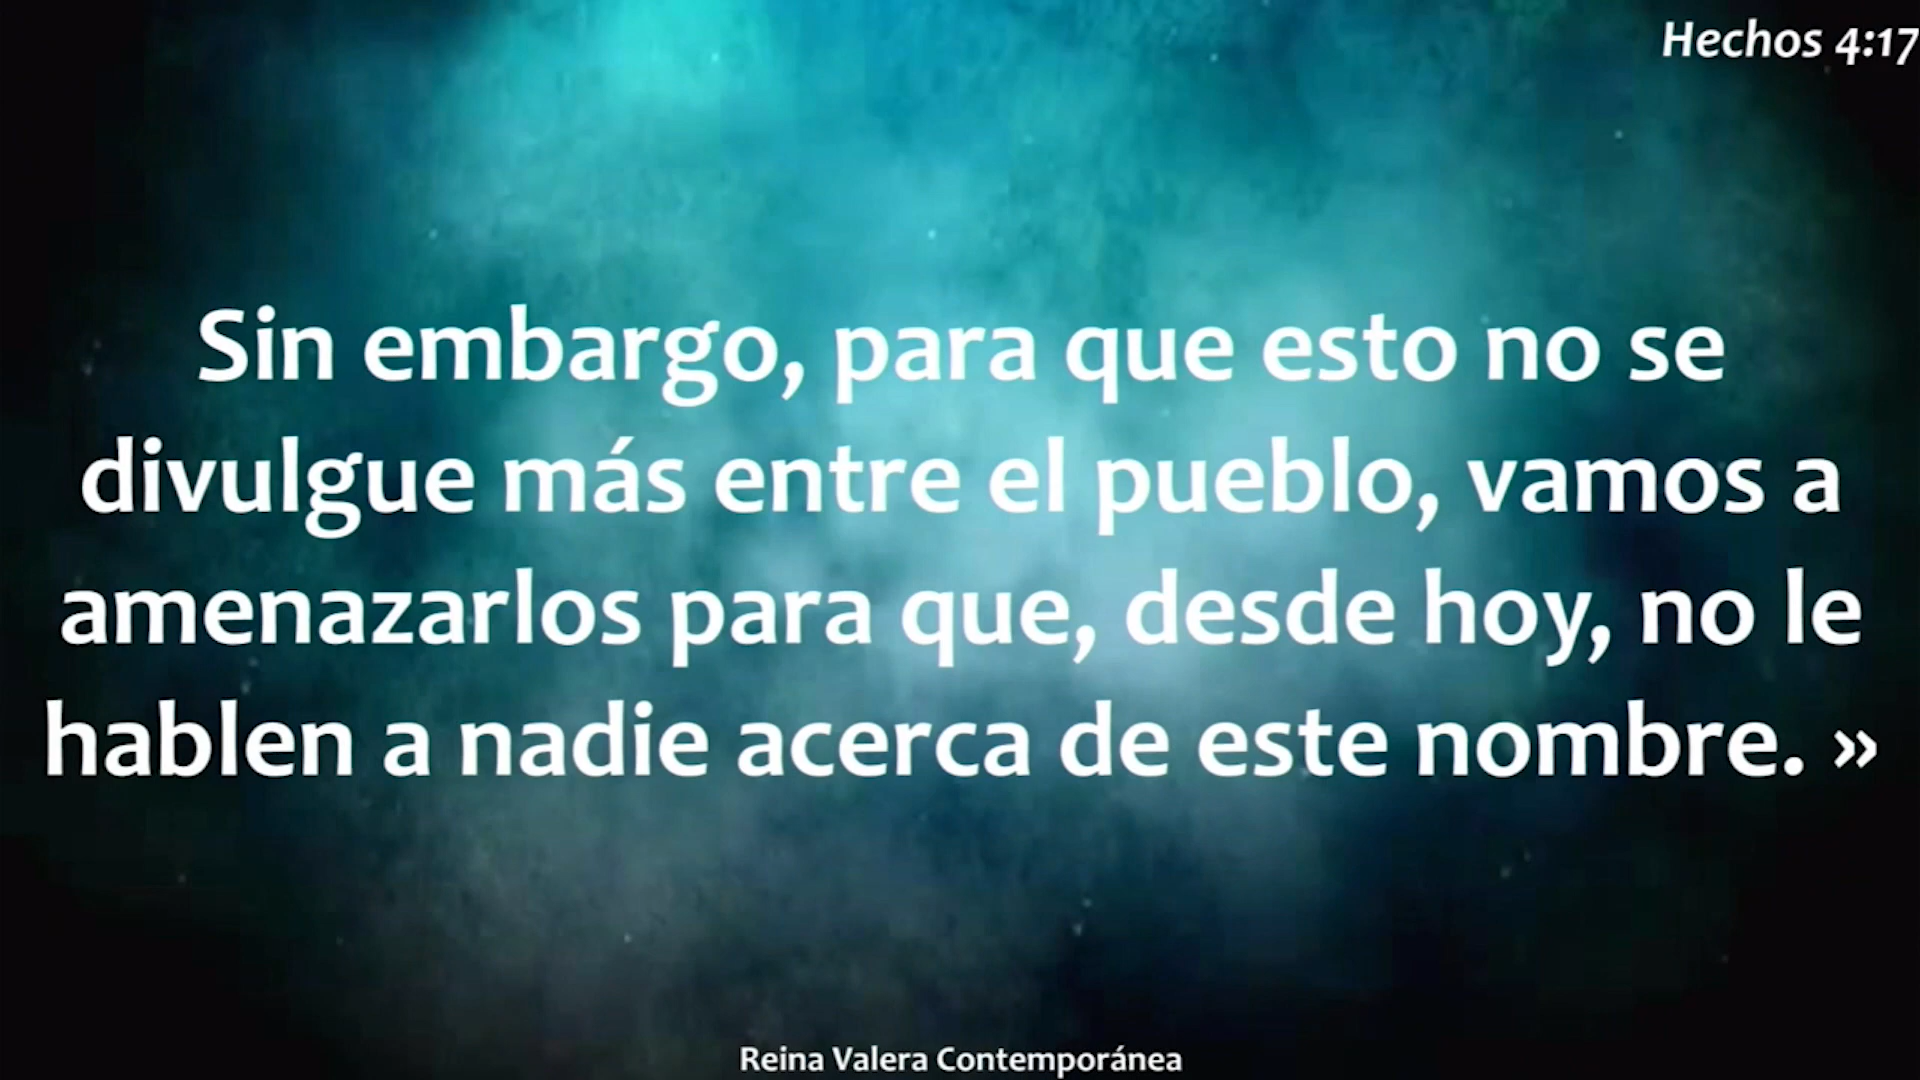 Hechos 4:17
Sin embargo, para que esto no se
divulgue más entre el pueblo, vamos a
amenazarlos para que, desde hoy, no le
hablen a nadie acerca de este nombre. »
Reina Valera Contemporánea